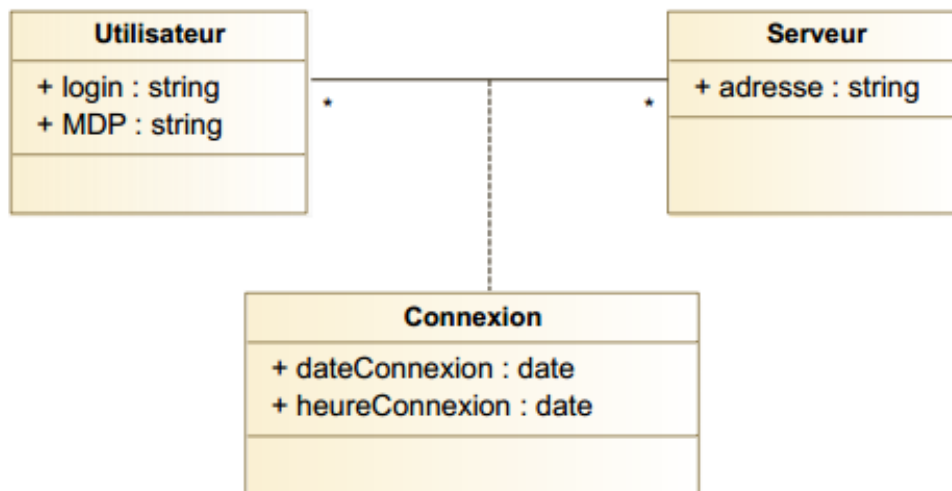 Utilisateur
+ login : string
+ MDP : string
*
*
Serveur
+ adresse : string
Connexion
+ dateConnexion : date
+ heureConnexion : date